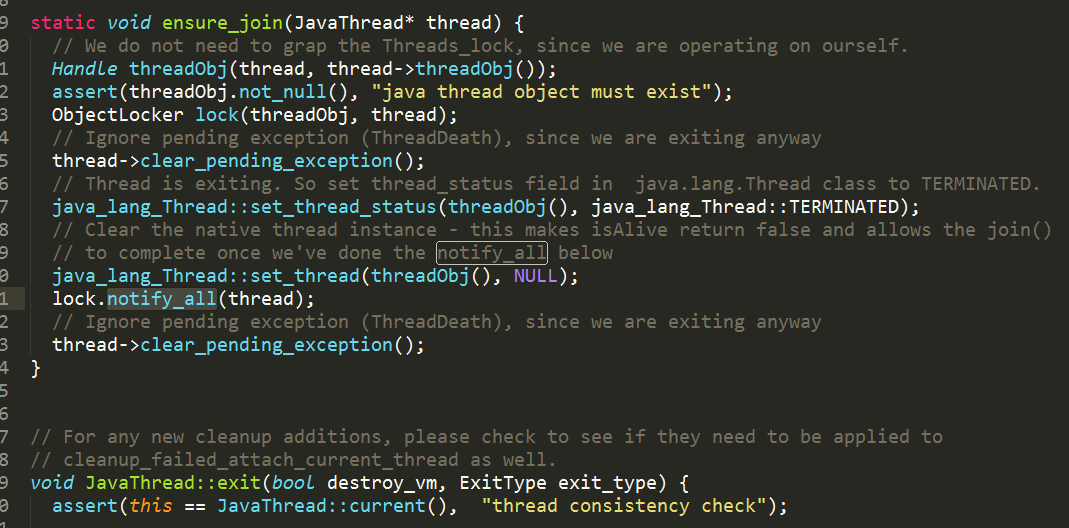 9 static void ensure_join(JavaThread* thread) {
0   // We do not need to grap the Threads_lock, since we are operating on ourself.
1   Handle threadObj(thread, thread->threadObj());
2   assert(threadObj.not_null(), "java thread object must exist");
3   ObjectLocker lock(threadObj, thread);
4   // Ignore pending exception (ThreadDeath), since we are exiting anyway
5   thread->clear_pending_exception();
6   // Thread is exiting. So set thread_status field in  java.lang.Thread class to TERMINATED.
7   java_lang_Thread::set_thread_status(threadObj(), java_lang_Thread::TERMINATED);
8   // Clear the native thread instance - this makes isAlive return false and allows the join()
9   // to complete once we've done the notify_all below
0   java_lang_Thread::set_thread(threadObj(), NULL);
1   lock.notify_all(thread);
2   // Ignore pending exception (ThreadDeath), since we are exiting anyway
3   thread->clear_pending_exception();
4 }
5
6
7 // For any new cleanup additions, please check to see if they need to be applied to
8 // cleanup_failed_attach_current_thread as well.
9 void JavaThread::exit(bool destroy_vm, ExitType exit_type) {
0   assert(this == JavaThread::current(),  "thread consistency check");